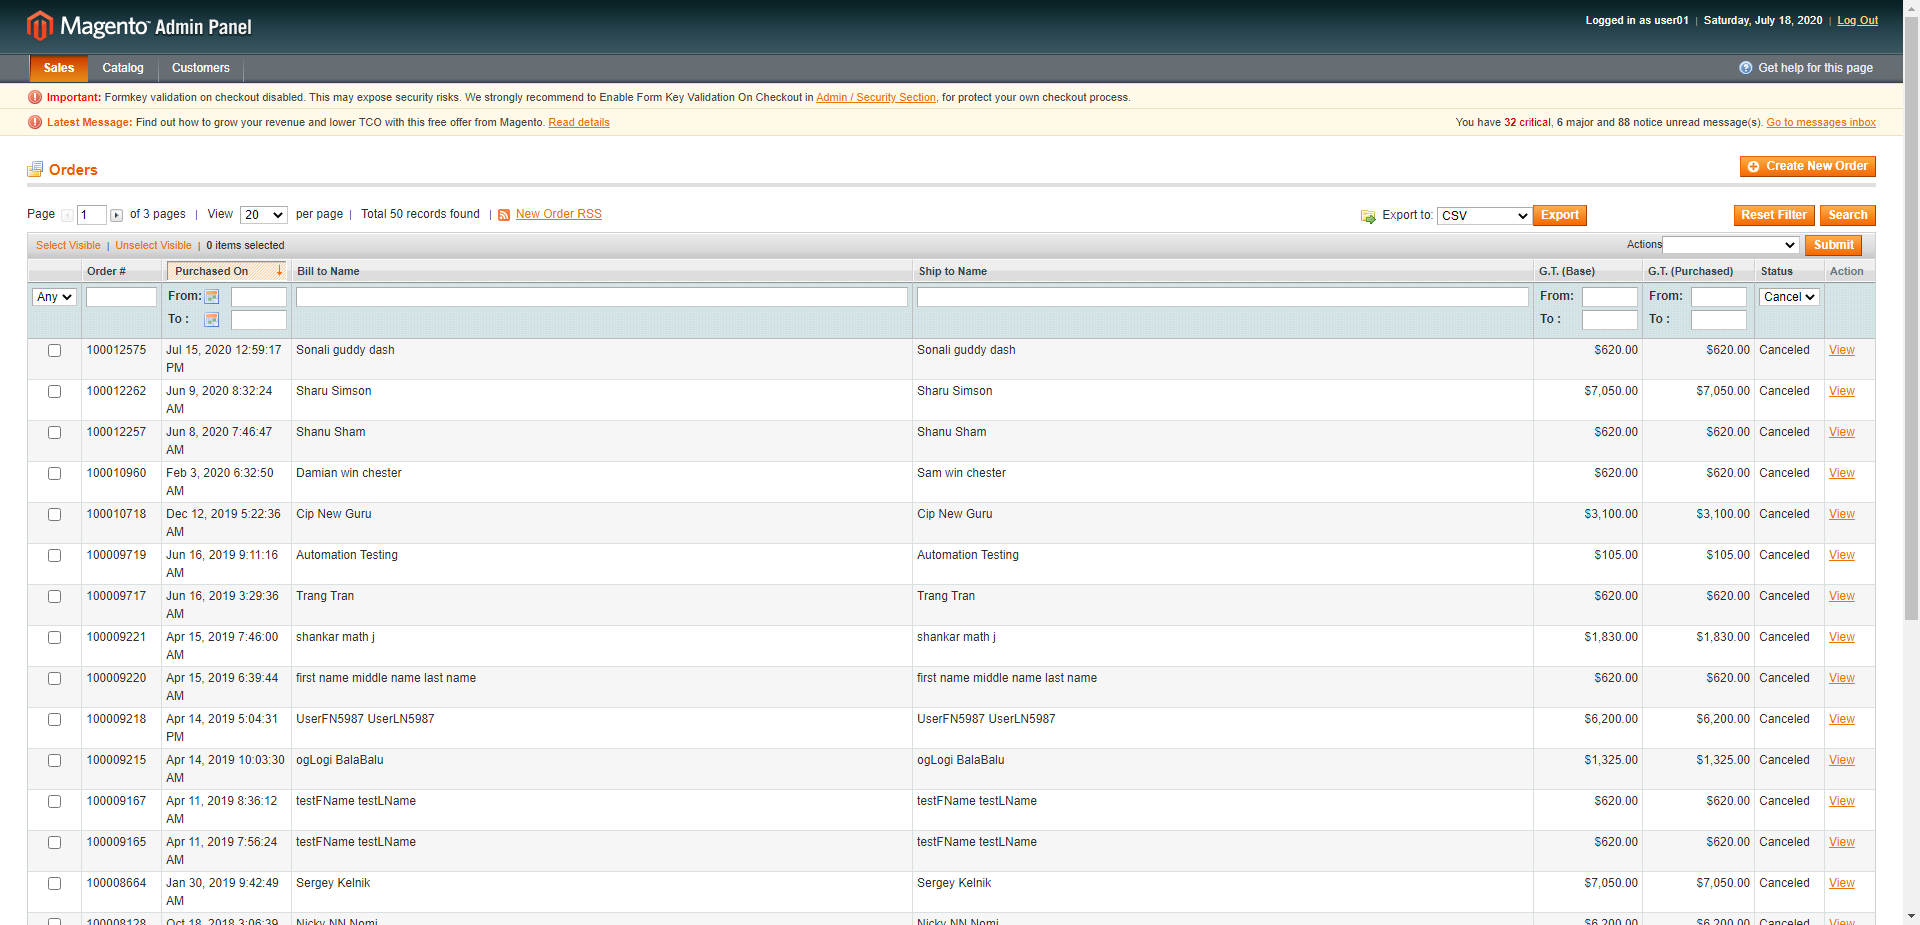 Magento™ Admin Panel
Logged in as user01 | Saturday, July 18, 2020 | Log Out
Sales Catalog Customers Get help for this page
Important: Formkey validation on checkout disabled. This may expose security risks. We strongly recommend to Enable Form Key Validation On Checkout in Admin / Security Section, for protect your own checkout process.
Latest Message: Find out how to grow your revenue and lower TCO with this free offer from Magento. Read details You have 32 critical, 6 major and 88 notice unread message(s). Go to messages inbox
Orders Create New Order
Page 1 of 3 pages | View 20 per page | Total 50 records found | New Order RSS Export to: CSV Export Reset Filter Search
Select Visible | Unselect Visible | 0 items selected Actions Submit
Order # Purchased On Bill to Name Ship to Name G.T. (Base) G.T. (Purchased) Status Action
Any From: From: From: Cancel
To : To : To :
100012575 Jul 15, 2020 12:59:17 Sonali guddy dash Sonali guddy dash $620.00 $620.00 Canceled View
PM
100012262 Jun 9, 2020 8:32:24 Sharu Simson Sharu Simson $7,050.00 $7,050.00 Canceled View
AM
100012257 Jun 8, 2020 7:46:47 Shanu Sham Shanu Sham $620.00 $620.00 Canceled View
AM
100010960 Feb 3, 2020 6:32:50 Damian win chester Sam win chester $620.00 $620.00 Canceled View
AM
100010718 Dec 12, 2019 5:22:36 Cip New Guru Cip New Guru $3,100.00 $3,100.00 Canceled View
AM
100009719 Jun 16, 2019 9:11:16 Automation Testing Automation Testing $105.00 $105.00 Canceled View
AM
100009717 Jun 16, 2019 3:29:36 Trang Tran Trang Tran $620.00 $620.00 Canceled View
AM
100009221 Apr 15, 2019 7:46:00 shankar math j shankar math j $1,830.00 $1,830.00 Canceled View
AM
100009220 Apr 15, 2019 6:39:44 first name middle name last name first name middle name last name $620.00 $620.00 Canceled View
AM
100009218 Apr 14, 2019 5:04:31 UserFN5987 UserLN5987 UserFN5987 UserLN5987 $6,200.00 $6,200.00 Canceled View
PM
100009215 Apr 14, 2019 10:03:30 ogLogi BalaBalu ogLogi BalaBalu $1,325.00 $1,325.00 Canceled View
AM
100009167 Apr 11, 2019 8:36:12 testFName testLName testFName testLName $620.00 $620.00 Canceled View
AM
100009165 Apr 11, 2019 7:56:24 testFName testLName testFName testLName $620.00 $620.00 Canceled View
AM
100008664 Jan 30, 2019 9:42:49 Sergey Kelnik Sergey Kelnik $7,050.00 $7,050.00 Canceled View
AM
100008128 Oct 18, 2018 3:06:39 Nicky NN Nomi Nicky NN Nomi $6,200.00 $6,200.00 Canceled View